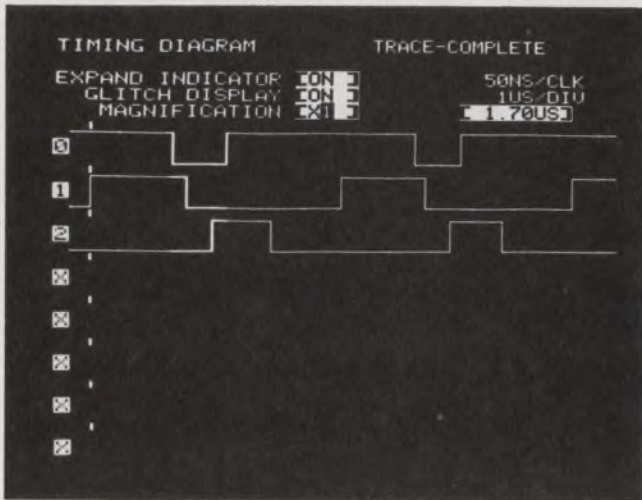 TIMING DIAGRAM TRACE-COMPLETE
EXPAND INDICATOR [ON ] 50NS/CLK
GLITCH DISPLAY [ON ] 1US/DIV
MAGNIFICATION [X1 ] [ 1.70US]
0
1
2
X
X
X
X
X